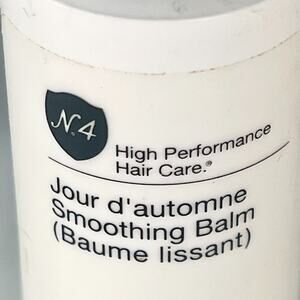 N.4
High Performance
Hair Care.®
Jour d'automne
Smoothing Balm
(Baume lissant)